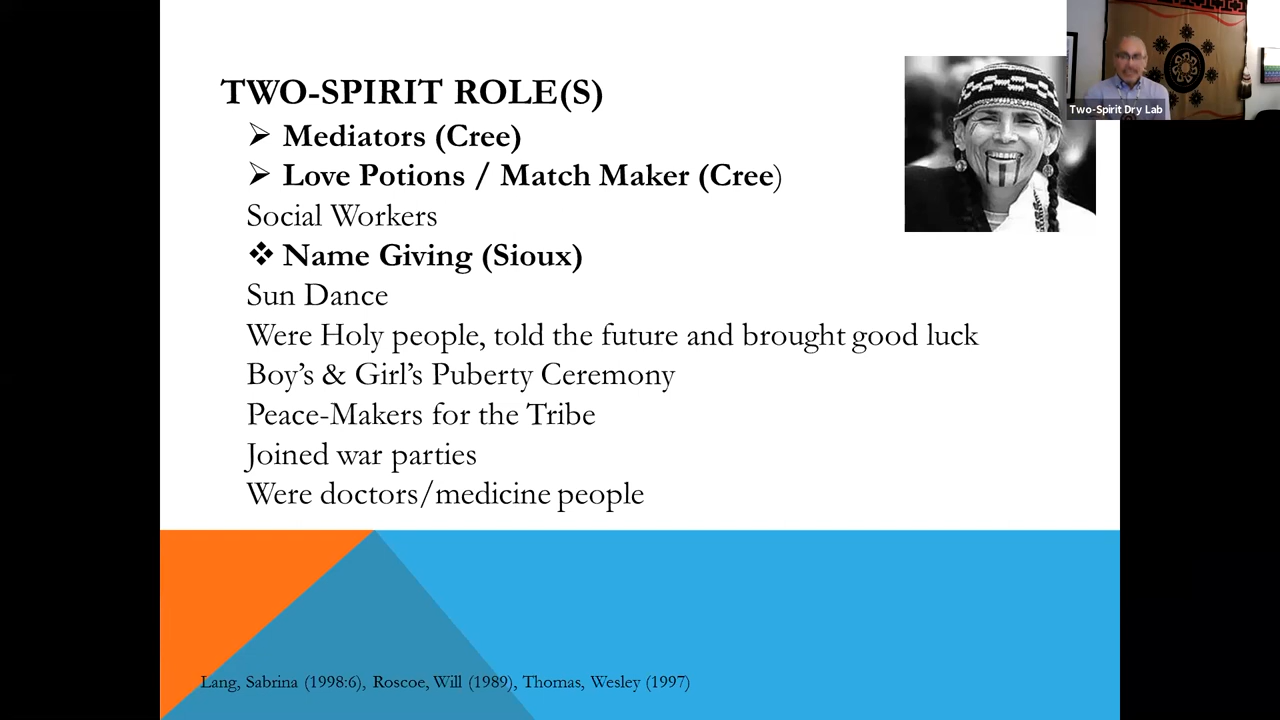 TWO-SPIRIT ROLE(S)
➢ Mediators (Cree)
➢ Love Potions / Match Maker (Cree)
Social Workers
❖ Name Giving (Sioux)
Sun Dance
Were Holy people, told the future and brought good luck
Boy’s & Girl’s Puberty Ceremony
Peace-Makers for the Tribe
Joined war parties
Were doctors/medicine people
Lang, Sabrina (1998:6), Roscoe, Will (1989), Thomas, Wesley (1997)
Two-Spirit Dry Lab